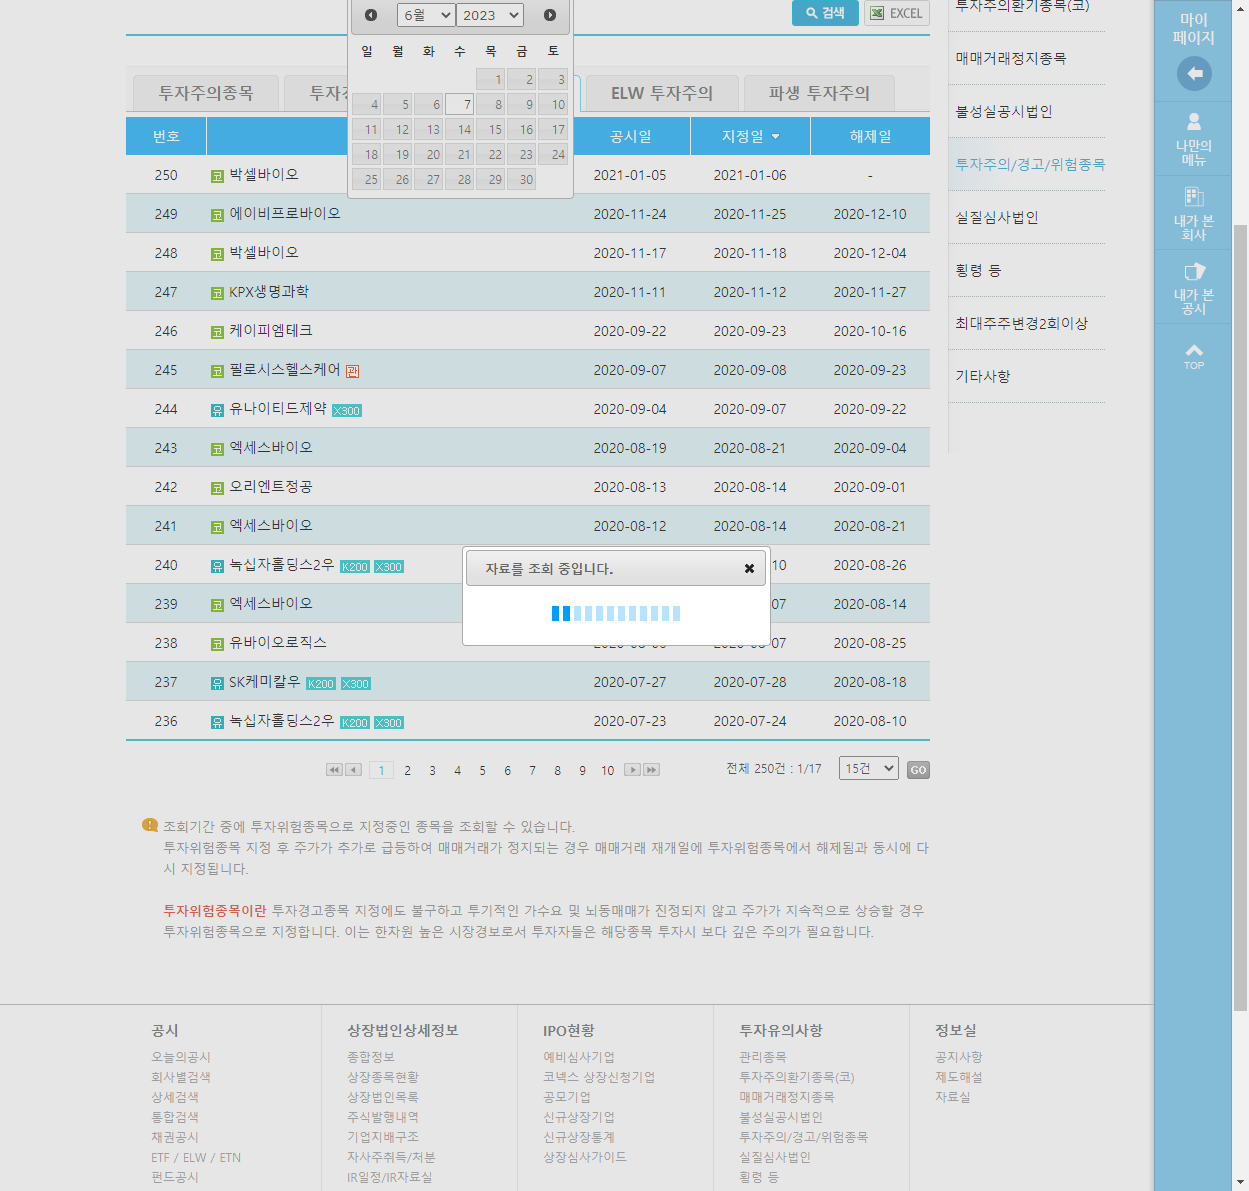 6월 2023
검색 EXCEL
일 월 화 수 목 금 토
1 2 3
4 5 6 7 8 9 10
11 12 13 14 15 16 17
18 19 20 21 22 23 24
25 26 27 28 29 30
투자주의종목 ELW 투자주의 파생 투자주의
번호 공시일 지정일 해제일
250 코 박셀바이오 2021-01-05 2021-01-06 -
249 코 에이비프로바이오 2020-11-24 2020-11-25 2020-12-10
248 코 박셀바이오 2020-11-17 2020-11-18 2020-12-04
247 코 KPX생명과학 2020-11-11 2020-11-12 2020-11-27
246 코 케이피엠테크 2020-09-22 2020-09-23 2020-10-16
245 코 필로시스헬스케어 관 2020-09-07 2020-09-08 2020-09-23
244 유 유나이티드제약 X300 2020-09-04 2020-09-07 2020-09-22
243 코 엑세스바이오 2020-08-19 2020-08-21 2020-09-04
242 코 오리엔트정공 2020-08-13 2020-08-14 2020-09-01
241 코 엑세스바이오 2020-08-12 2020-08-14 2020-08-21
240 유 녹십자홀딩스2우 K200 X300 10 2020-08-26
239 코 엑세스바이오 07 2020-08-14
238 코 유바이오로직스 07 2020-08-25
237 유 SK케미칼우 K200 X300 2020-07-27 2020-07-28 2020-08-18
236 유 녹십자홀딩스2우 K200 X300 2020-07-23 2020-07-24 2020-08-10
자료를 조회 중입니다.
1 2 3 4 5 6 7 8 9 10
전체 250건 : 1/17 15건 GO
조회기간 중에 투자위험종목으로 지정중인 종목을 조회할 수 있습니다.
투자위험종목 지정 후 주가가 추가로 급등하여 매매거래가 정지되는 경우 매매거래 재개일에 투자위험종목에서 해제됨과 동시에 다
시 지정됩니다.
투자위험종목이란 투자경고종목 지정에도 불구하고 투기적인 가수요 및 뇌동매매가 진정되지 않고 주가가 지속적으로 상승할 경우
투자위험종목으로 지정합니다. 이는 한차원 높은 시장경보로서 투자자들은 해당종목 투자시 보다 깊은 주의가 필요합니다.
투자주의환기종목(코)
매매거래정지종목
불성실공시법인
투자주의/경고/위험종목
실질심사법인
횡령 등
최대주주변경2회이상
기타사항
마이
페이지
나만의
메뉴
내가 본
회사
내가 본
공시
TOP
공시
오늘의공시
회사별검색
상세검색
통합검색
채권공시
ETF / ELW / ETN
펀드공시
상장법인상세정보
종합정보
상장종목현황
상장법인목록
주식발행내역
기업지배구조
자사주취득/처분
IR일정/IR자료실
IPO현황
예비심사기업
코넥스 상장신청기업
공모기업
신규상장기업
신규상장통계
상장심사가이드
투자유의사항
관리종목
투자주의환기종목(코)
매매거래정지종목
불성실공시법인
투자주의/경고/위험종목
실질심사법인
횡령 등
정보실
공지사항
제도해설
자료실